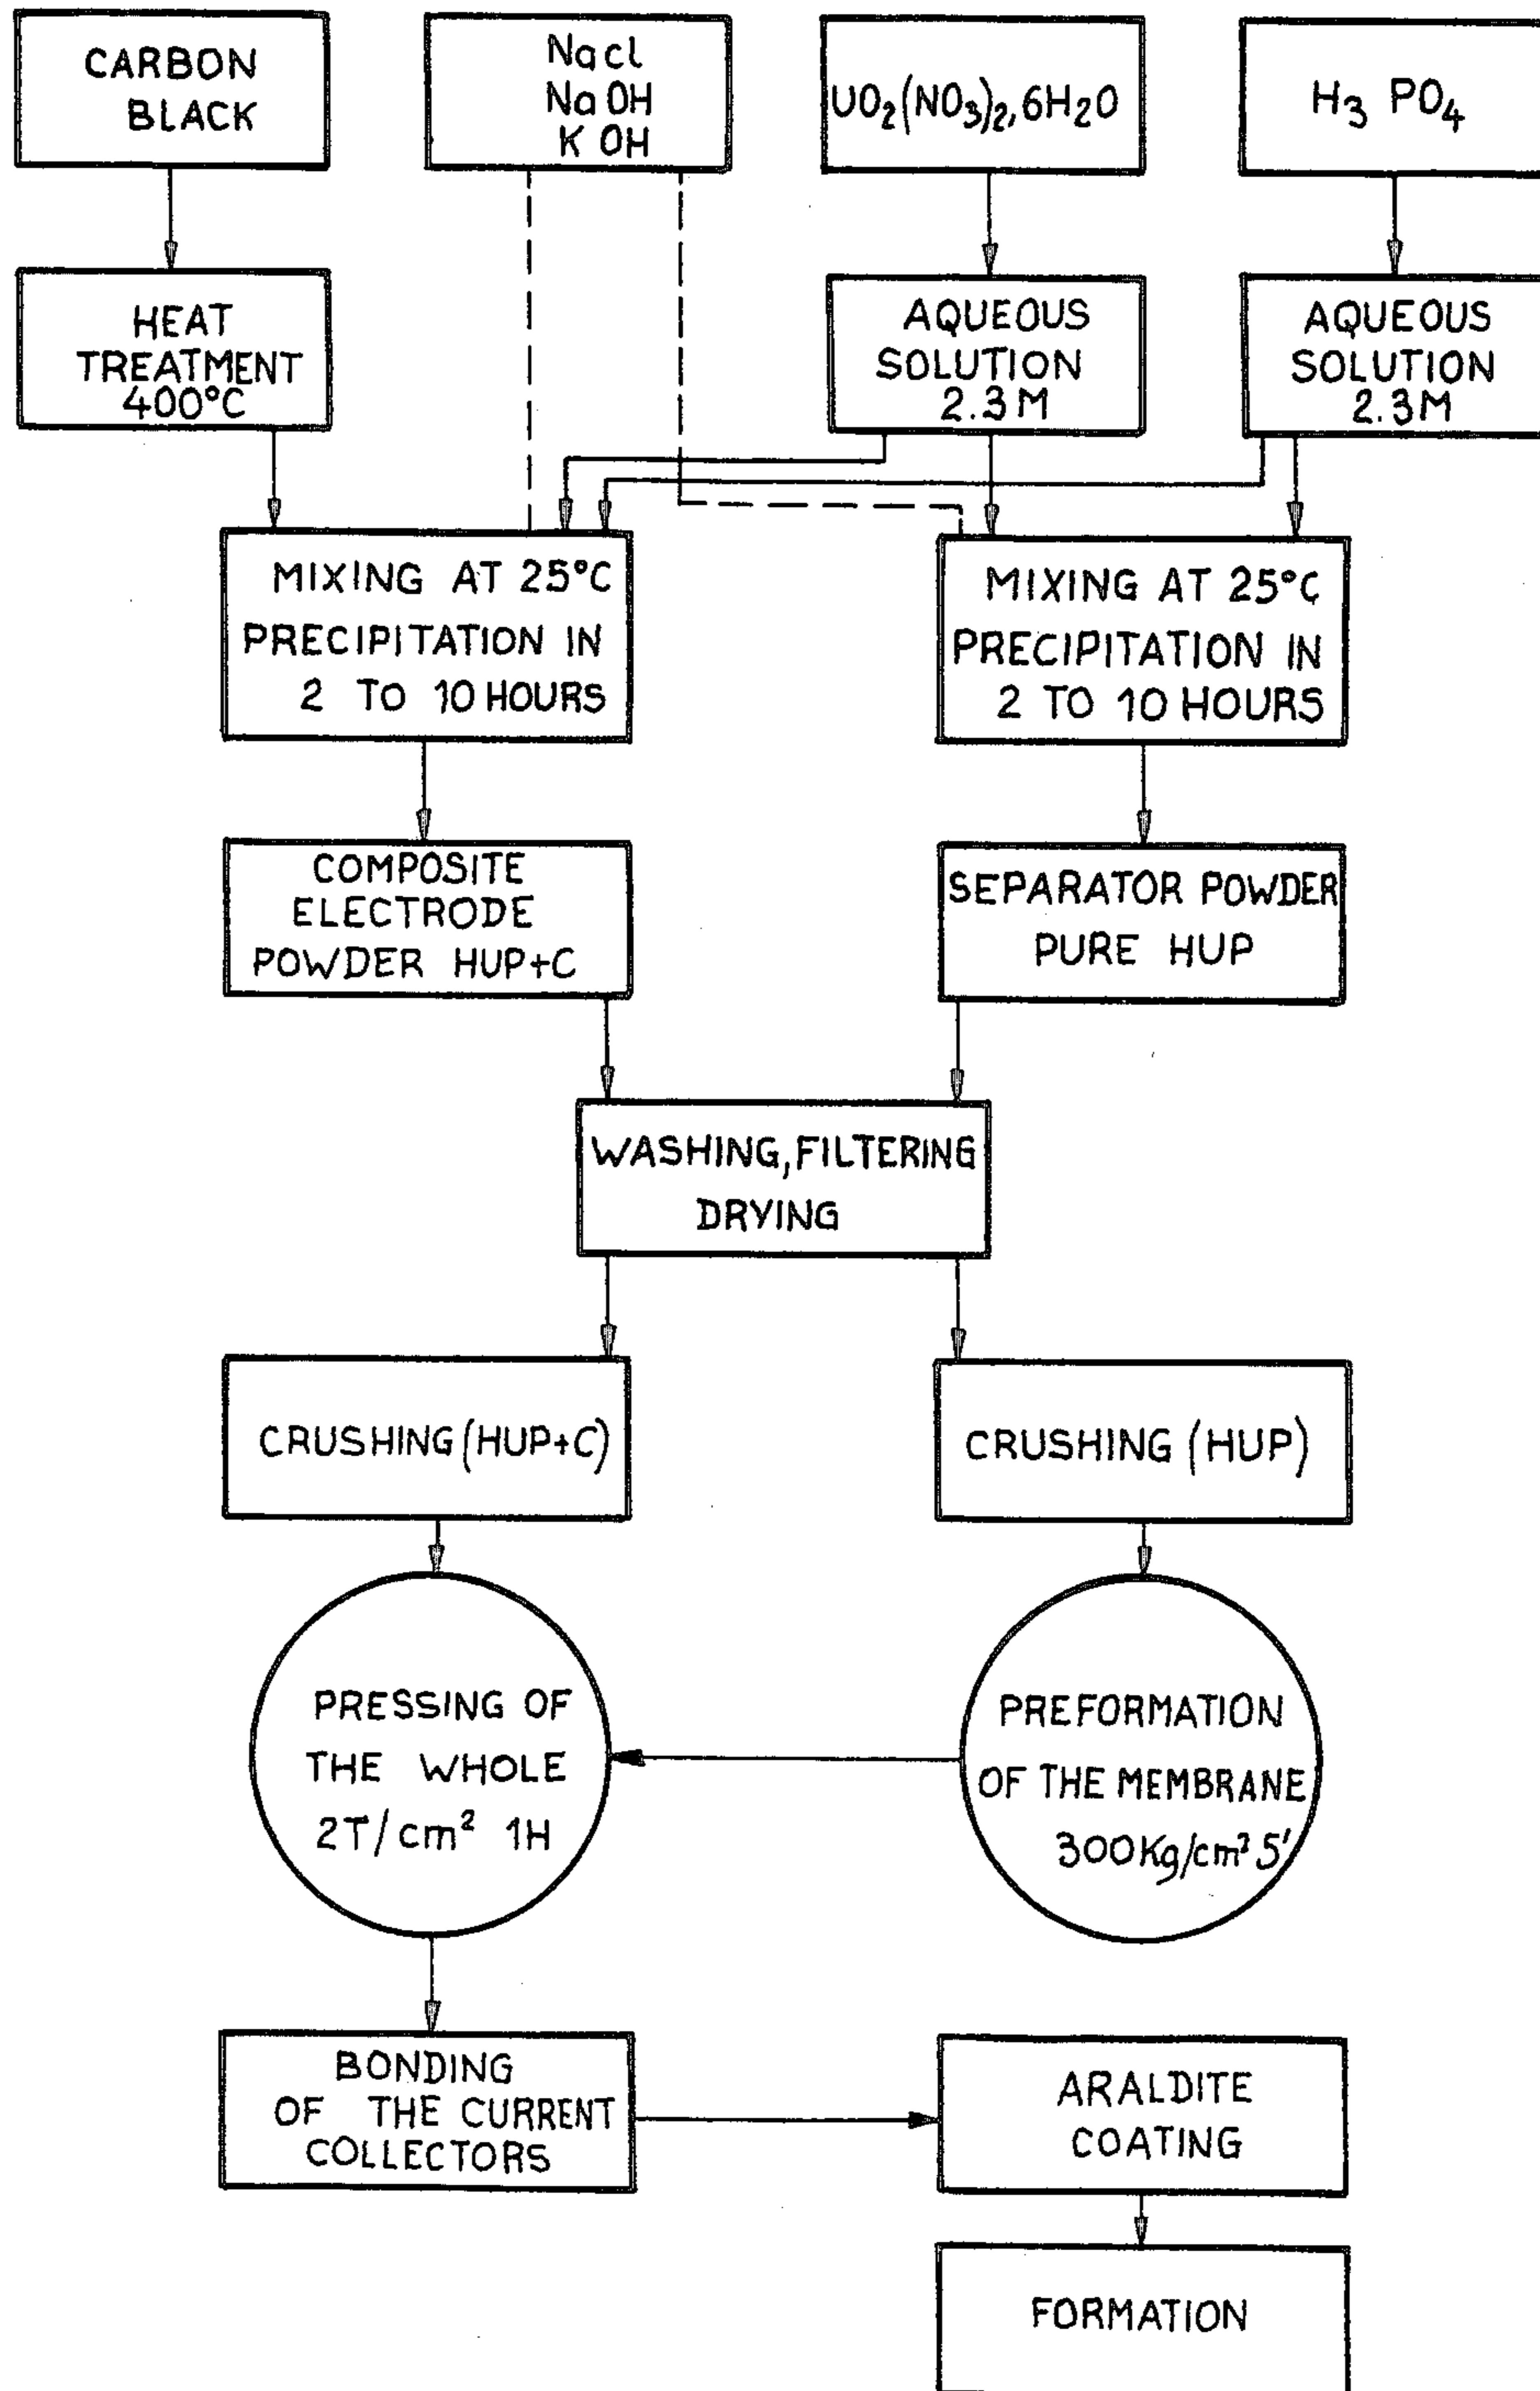 CARBON
BLACK
NaCl
NaOH
K OH
UO₂(NO₃)₂,6H₂O
H₃ PO₄
HEAT
TREATMENT
400°C
AQUEOUS
SOLUTION
2.3M
AQUEOUS
SOLUTION
2.3M
MIXING AT 25°C
PRECIPITATION IN
2 TO 10 HOURS
MIXING AT 25°C
PRECIPITATION IN
2 TO 10 HOURS
COMPOSITE
ELECTRODE
POWDER HUP+C
SEPARATOR POWDER
PURE HUP
WASHING, FILTERING
DRYING
CRUSHING (HUP+C)
CRUSHING (HUP)
PRESSING OF
THE WHOLE
2T/cm² 1H
PREFORMATION
OF THE MEMBRANE
300Kg/cm² 5'
BONDING
OF THE CURRENT
COLLECTORS
ARALDITE
COATING
FORMATION